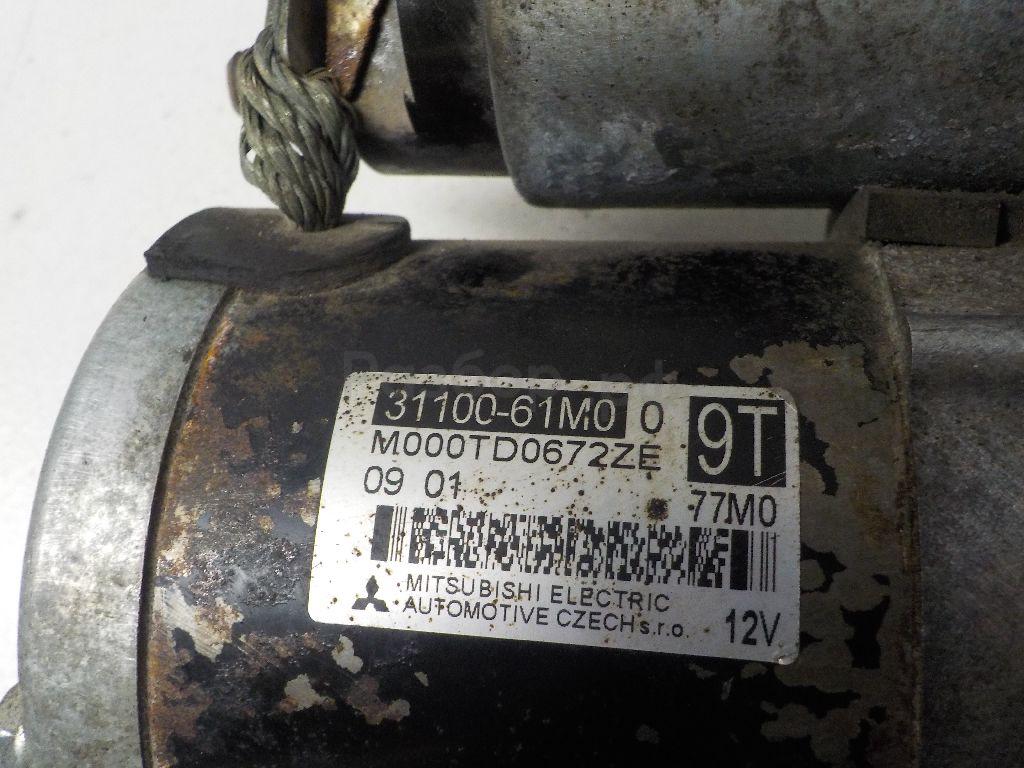 31100-61M0 0
9T
M000TD0672ZE
09 01
77M0
MITSUBISHI ELECTRIC
AUTOMOTIVE CZECH s.r.o.
12V